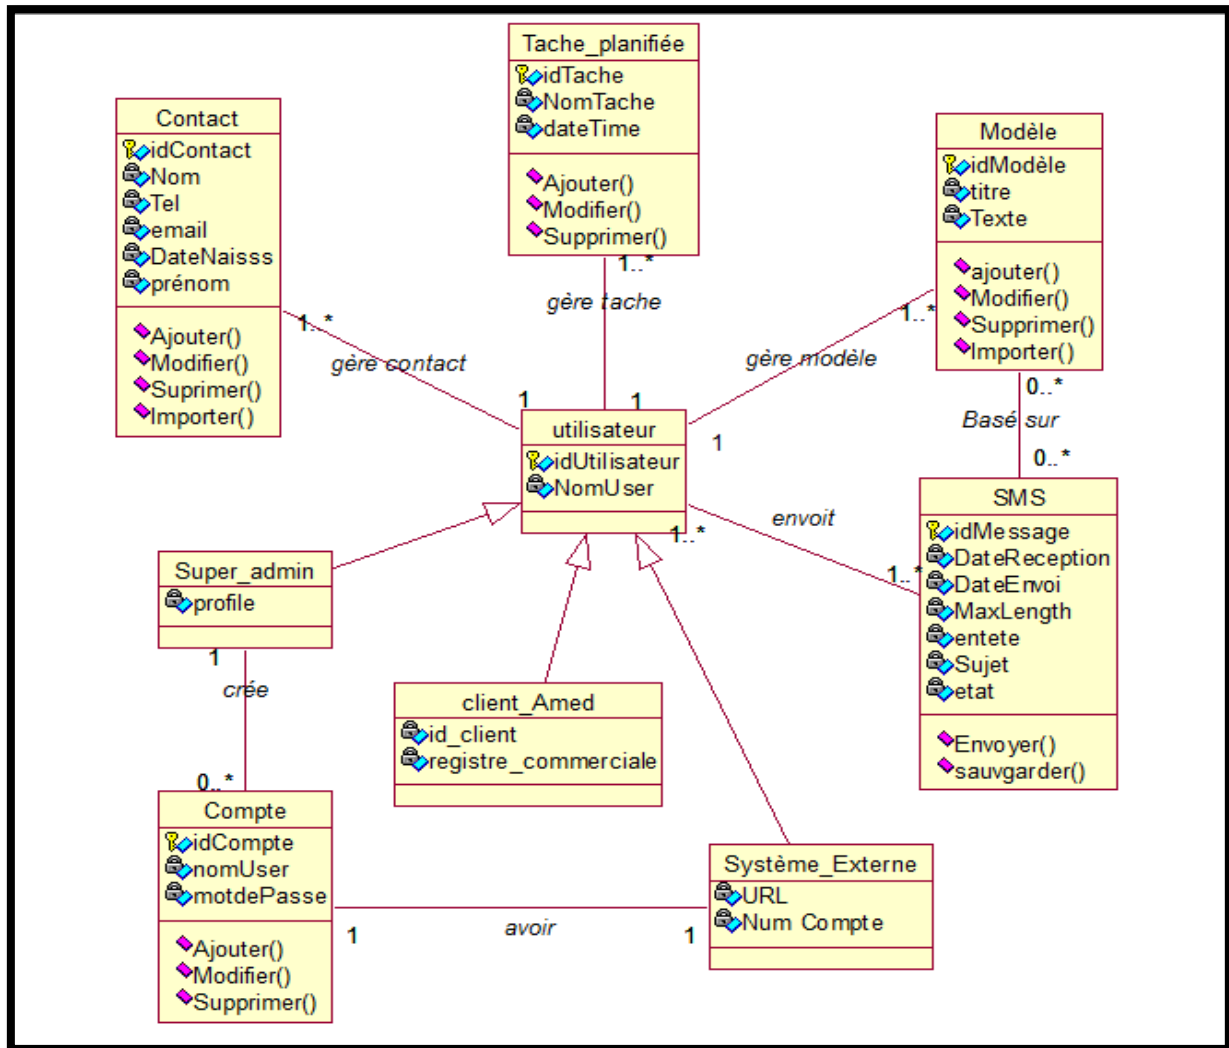 Tache_planifiée
idTache
NomTache
dateTime
Ajouter()
Modifier()
Supprimer()
Contact
idContact
Nom
Tel
email
DateNaisss
prénom
Ajouter()
Modifier()
Suprimer()
Importer()
Modèle
idModèle
titre
Texte
ajouter()
Modifier()
Supprimer()
Importer()
1..*
gère tache
1
1..*
gère contact
1
1..*
gère modèle
1
0..*
Basé sur
0..*
utilisateur
idUtilisateur
NomUser
1..*
envoit
1..*
SMS
idMessage
DateReception
DateEnvoi
MaxLength
entete
Sujet
etat
Envoyer()
sauvgarder()
Super_admin
profile
1
crée
0..*
client_Amed
id_client
registre_commerciale
Compte
idCompte
nomUser
motdePasse
Ajouter()
Modifier()
Supprimer()
1
avoir
1
Système_Externe
URL
Num Compte